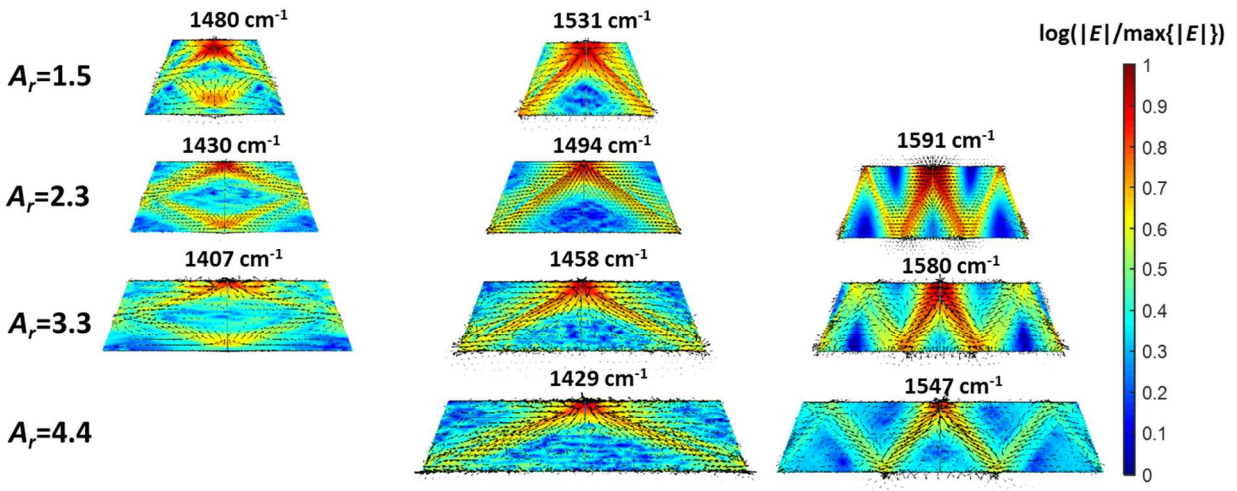 1480 cm-1
1531 cm-1
log(|E|/max{|E|})
Ar=1.5
1430 cm-1
1494 cm-1
1591 cm-1
Ar=2.3
1407 cm-1
1458 cm-1
1580 cm-1
Ar=3.3
1429 cm-1
1547 cm-1
Ar=4.4
1
0.9
0.8
0.7
0.6
0.5
0.4
0.3
0.2
0.1
0